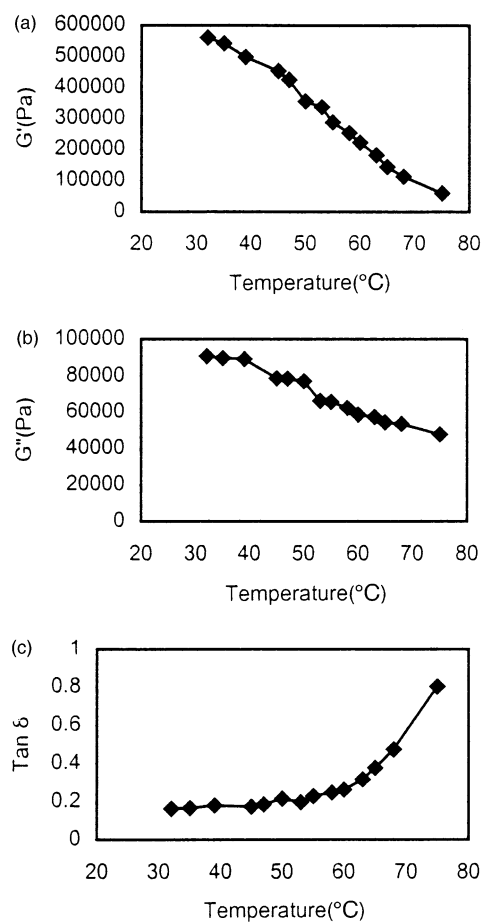 (a)
600000
500000
400000
300000
200000
100000
0
G'(Pa)
20 30 40 50 60 70 80
Temperature(°C)
(b)
100000
80000
60000
40000
20000
0
G"(Pa)
20 30 40 50 60 70 80
Temperature(°C)
(c)
1
0.8
0.6
0.4
0.2
0
Tan δ
20 30 40 50 60 70 80
Temperature(°C)